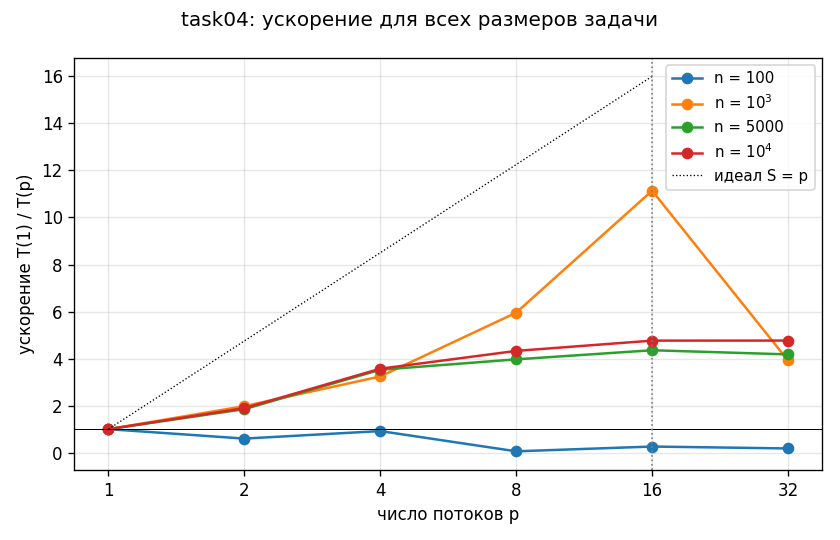 task04: ускорение для всех размеров задачи
ускорение T(1) / T(p)
16
14
12
10
8
6
4
2
0
n = 100
n = 10³
n = 5000
n = 10⁴
идеал S = p
1 2 4 8 16 32
число потоков p